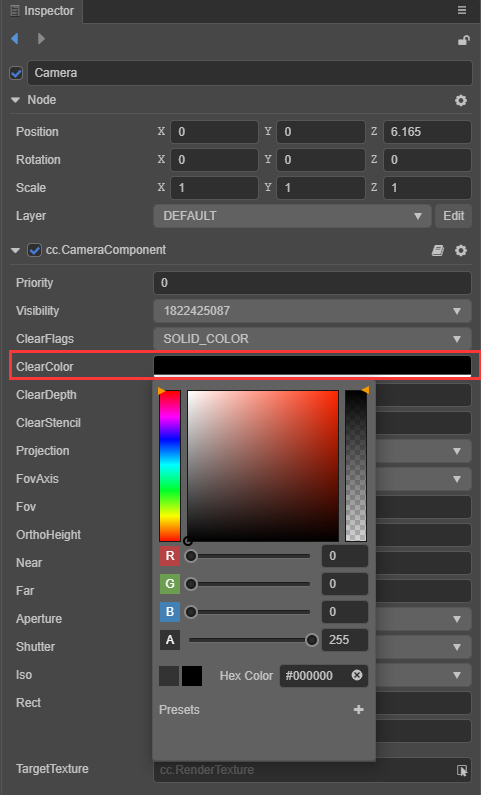 Inspector
Camera
Node
Position X 0 Y 0 Z 6.165
Rotation X 0 Y 0 Z 0
Scale X 1 Y 1 Z 1
Layer DEFAULT Edit
cc.CameraComponent
Priority 0
Visibility 1822425087
ClearFlags SOLID_COLOR
ClearColor
ClearDepth
ClearStencil
Projection
FovAxis
Fov
OrthoHeight
Near
Far
Aperture
Shutter
Iso
Rect
R 0
G 0
B 0
A 255
Hex Color #000000
Presets
TargetTexture cc.RenderTexture